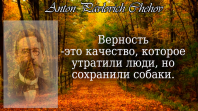 Anton Pavlovich Chehov
Верность
-это качество, которое
утратили люди, но
сохранили собаки.